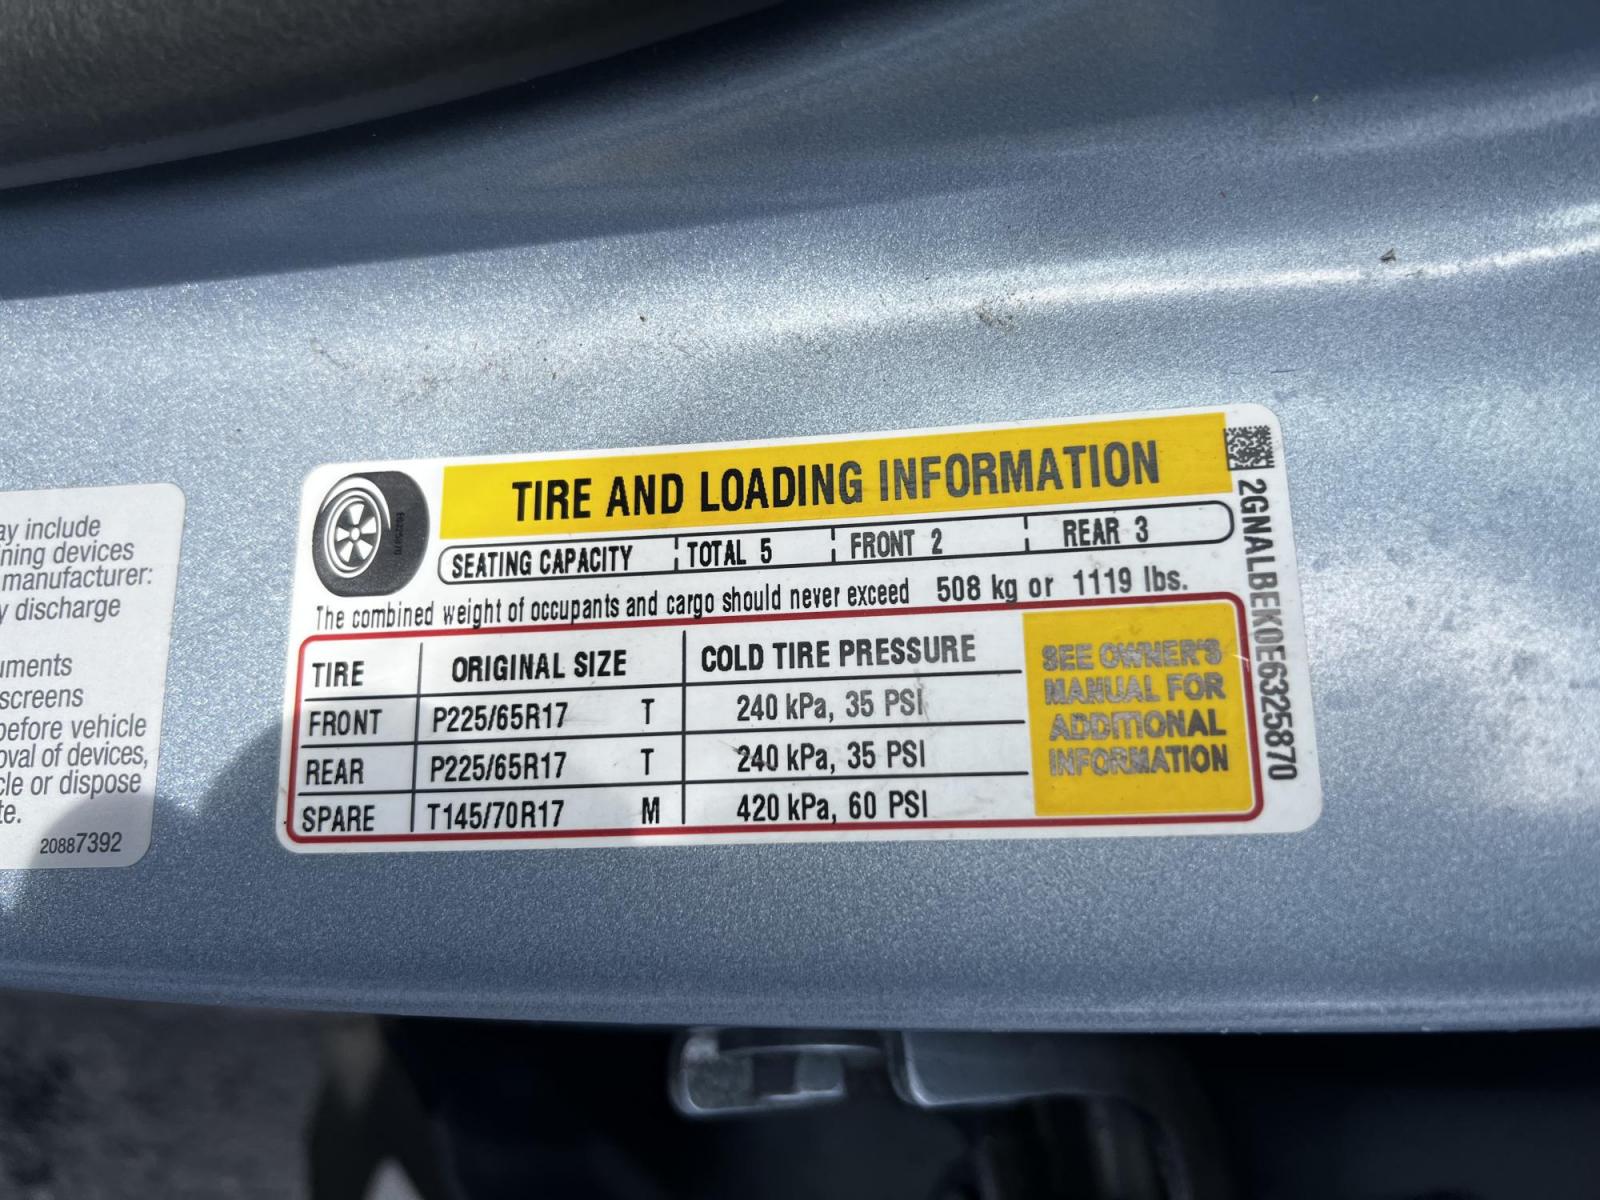 ay include
ning devices
manufacturer:
y discharge
uments
screens
before vehicle
oval of devices,
cle or dispose
te.
20887392
TIRE AND LOADING INFORMATION
SEATING CAPACITY TOTAL 5 FRONT 2 REAR 3
The combined weight of occupants and cargo should never exceed 508 kg or 1119 lbs.
TIRE ORIGINAL SIZE COLD TIRE PRESSURE
FRONT P225/65R17 T 240 kPa, 35 PSI
REAR P225/65R17 T 240 kPa, 35 PSI
SPARE T145/70R17 M 420 kPa, 60 PSI
SEE OWNER'S
MANUAL FOR
ADDITIONAL
INFORMATION
2GNALBEK0E6325870